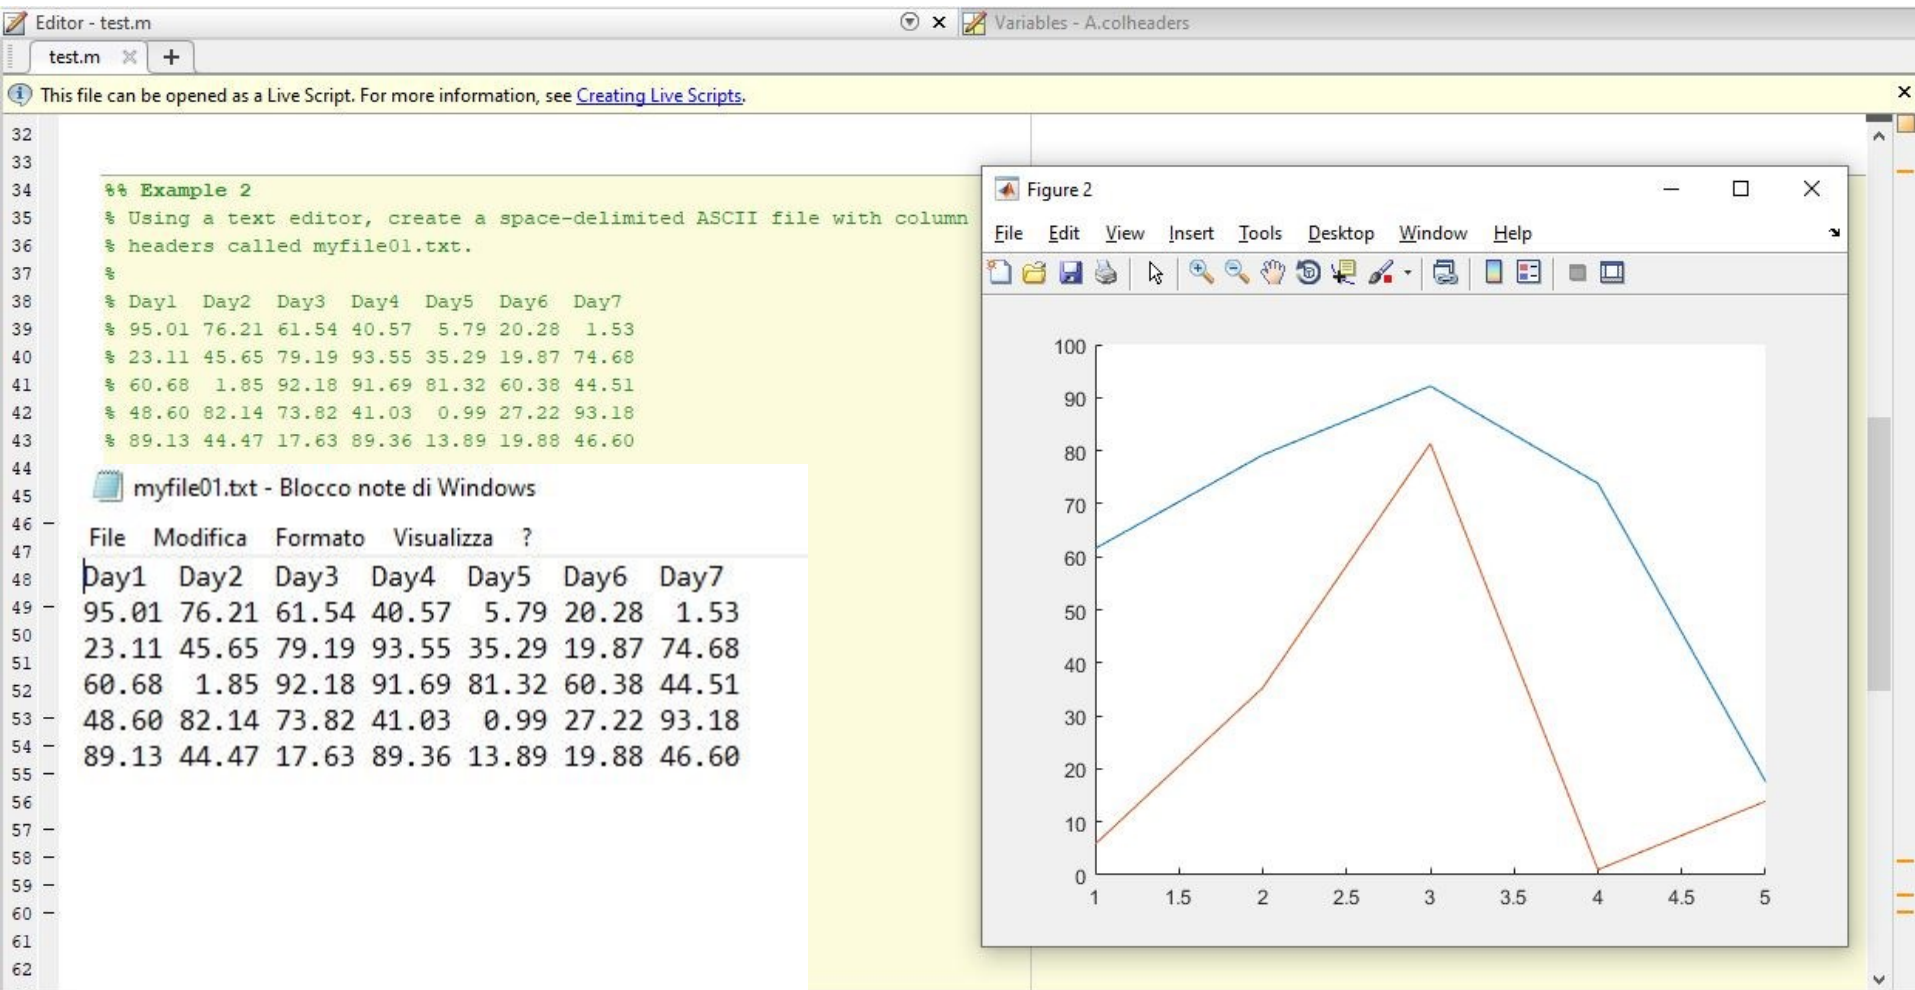 Editor - test.m
Variables - A.colheaders
test.m
This file can be opened as a Live Script. For more information, see Creating Live Scripts.
32
33
34 %% Example 2
35 % Using a text editor, create a space-delimited ASCII file with column
36 % headers called myfile01.txt.
37 %
38 % Day1 Day2 Day3 Day4 Day5 Day6 Day7
39 % 95.01 76.21 61.54 40.57 5.79 20.28 1.53
40 % 23.11 45.65 79.19 93.55 35.29 19.87 74.68
41 % 60.68 1.85 92.18 91.69 81.32 60.38 44.51
42 % 48.60 82.14 73.82 41.03 0.99 27.22 93.18
43 % 89.13 44.47 17.63 89.36 13.89 19.88 46.60
44
45
46 –
47
48
49 –
50
51
52
53 –
54 –
55 –
56
57 –
58 –
59 –
60 –
61
62
myfile01.txt - Blocco note di Windows
File Modifica Formato Visualizza ?
Day1 Day2 Day3 Day4 Day5 Day6 Day7
95.01 76.21 61.54 40.57 5.79 20.28 1.53
23.11 45.65 79.19 93.55 35.29 19.87 74.68
60.68 1.85 92.18 91.69 81.32 60.38 44.51
48.60 82.14 73.82 41.03 0.99 27.22 93.18
89.13 44.47 17.63 89.36 13.89 19.88 46.60
Figure 2
File Edit View Insert Tools Desktop Window Help
100
90
80
70
60
50
40
30
20
10
0
1 1.5 2 2.5 3 3.5 4 4.5 5